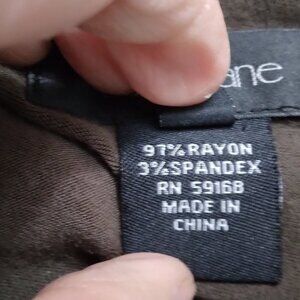 ane
97% RAYON
3% SPANDEX
RN 59168
MADE IN
CHINA